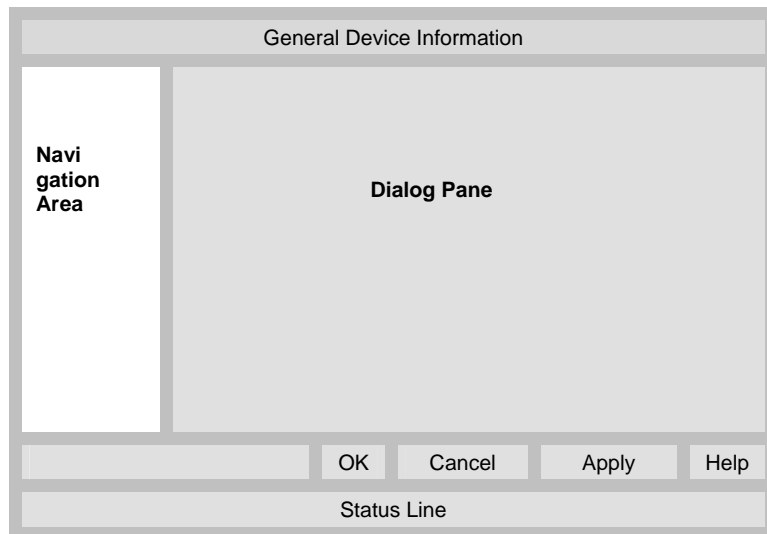 General Device Information
Navi
gation
Area
Dialog Pane
OK Cancel Apply Help
Status Line